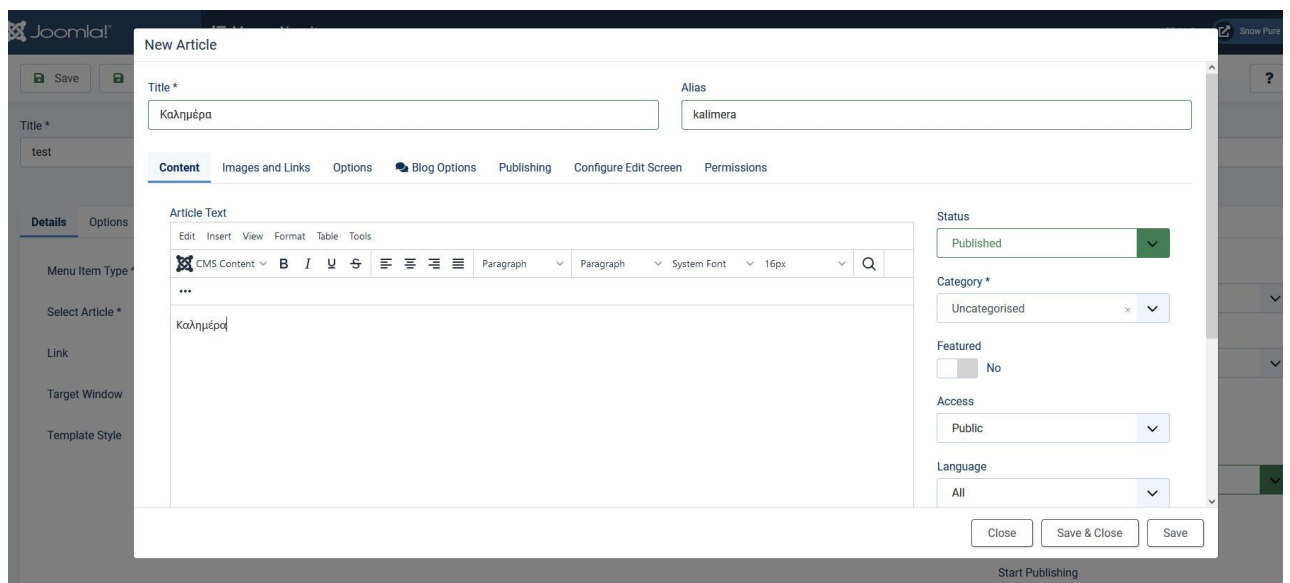 Joomla!
Snow Pure
New Article
Save
?
Title *
Alias
Καλημέρα
kalimera
Title *
test
Content Images and Links Options Blog Options Publishing Configure Edit Screen Permissions
Details Options
Article Text
Status
Edit Insert View Format Table Tools
Published
CMS Content B I U S Paragraph Paragraph System Font 16px
Menu Item Type *
Category *
•••
Uncategorised
Select Article *
Καλημέρα
Link
Featured
No
Target Window
Access
Public
Template Style
Language
All
Close Save & Close Save
Start Publishing